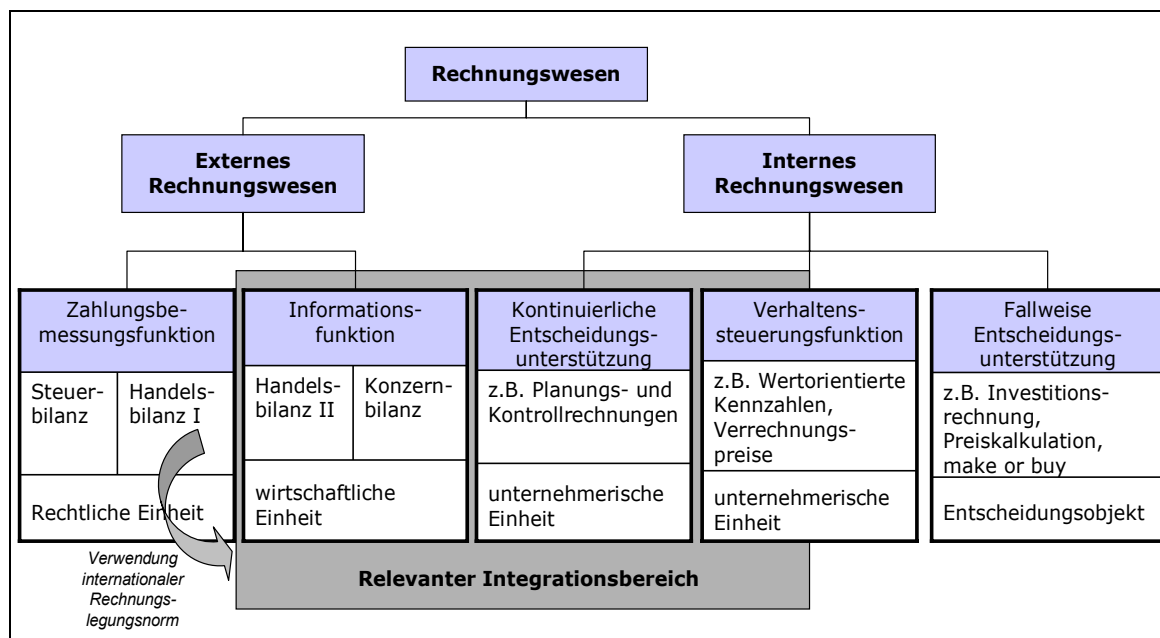 Rechnungswesen
Externes
Rechnungswesen
Internes
Rechnungswesen
Zahlungsbe-
messungsfunktion
Steuer-
bilanz
Handels-
bilanz I
Rechtliche Einheit
Informations-
funktion
Handels-
bilanz II
Konzern-
bilanz
wirtschaftliche
Einheit
Kontinuierliche
Entscheidungs-
unterstützung
z.B. Planungs- und
Kontrollrechnungen
unternehmerische
Einheit
Verhaltens-
steuerungsfunktion
z.B. Wertorientierte
Kennzahlen,
Verrechnungs-
preise
unternehmerische
Einheit
Fallweise
Entscheidungs-
unterstützung
z.B. Investitions-
rechnung,
Preiskalkulation,
make or buy
Entscheidungsobjekt
Verwendung
internationaler
Rechnungs-
legungsnorm
Relevanter Integrationsbereich